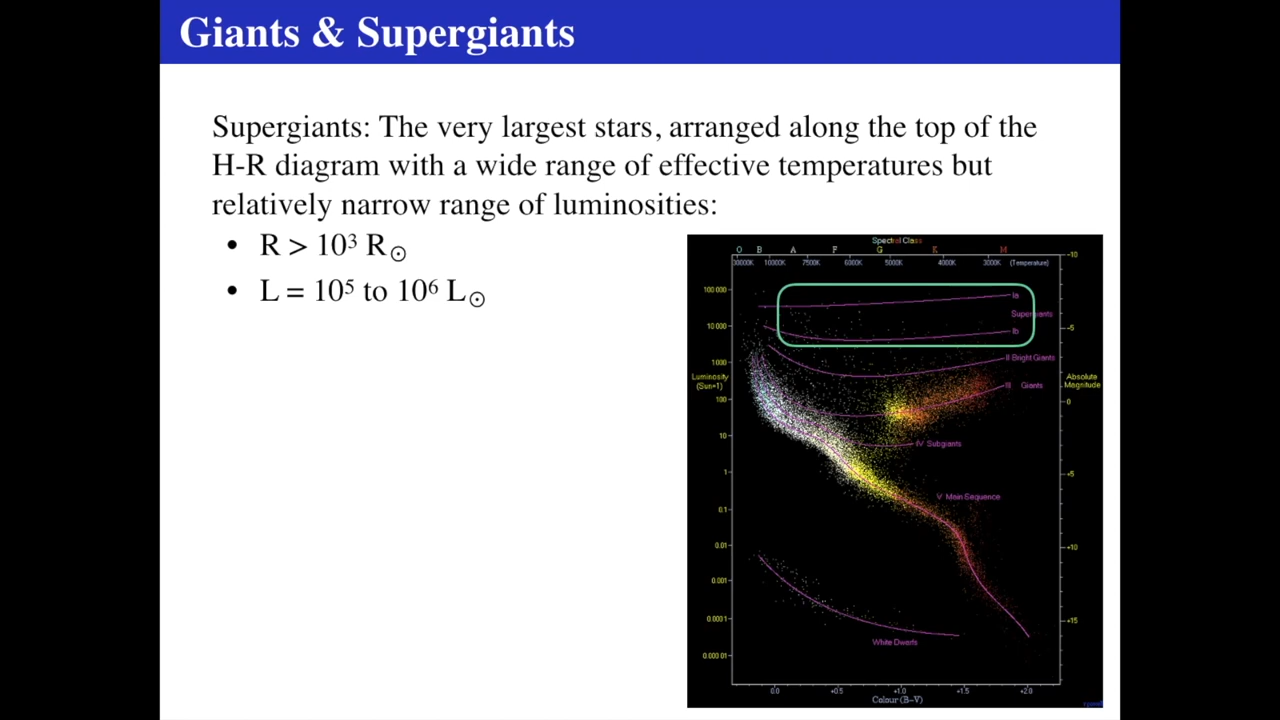 Giants & Supergiants
Supergiants: The very largest stars, arranged along the top of the
H-R diagram with a wide range of effective temperatures but
relatively narrow range of luminosities:
• R > 10³ R⊙
• L = 10⁵ to 10⁶ L⊙
Spectral Class
O B A F G K M
30000K 10000K 7500K 6000K 5000K 4000K 3000K (Temperature)
-10
100 000
Ia
Supergiants
10 000
Ib
-5
1000
II Bright Giants
Luminosity
(Sun=1)
III Giants
Absolute
Magnitude
100
0
10
IV Subgiants
1
+5
V Main Sequence
0.1
0.01
+10
0.001
0.0001
+15
White Dwarfs
0.000 01
0.0 +0.5 +1.0 +1.5 +2.0
Colour (B-V)